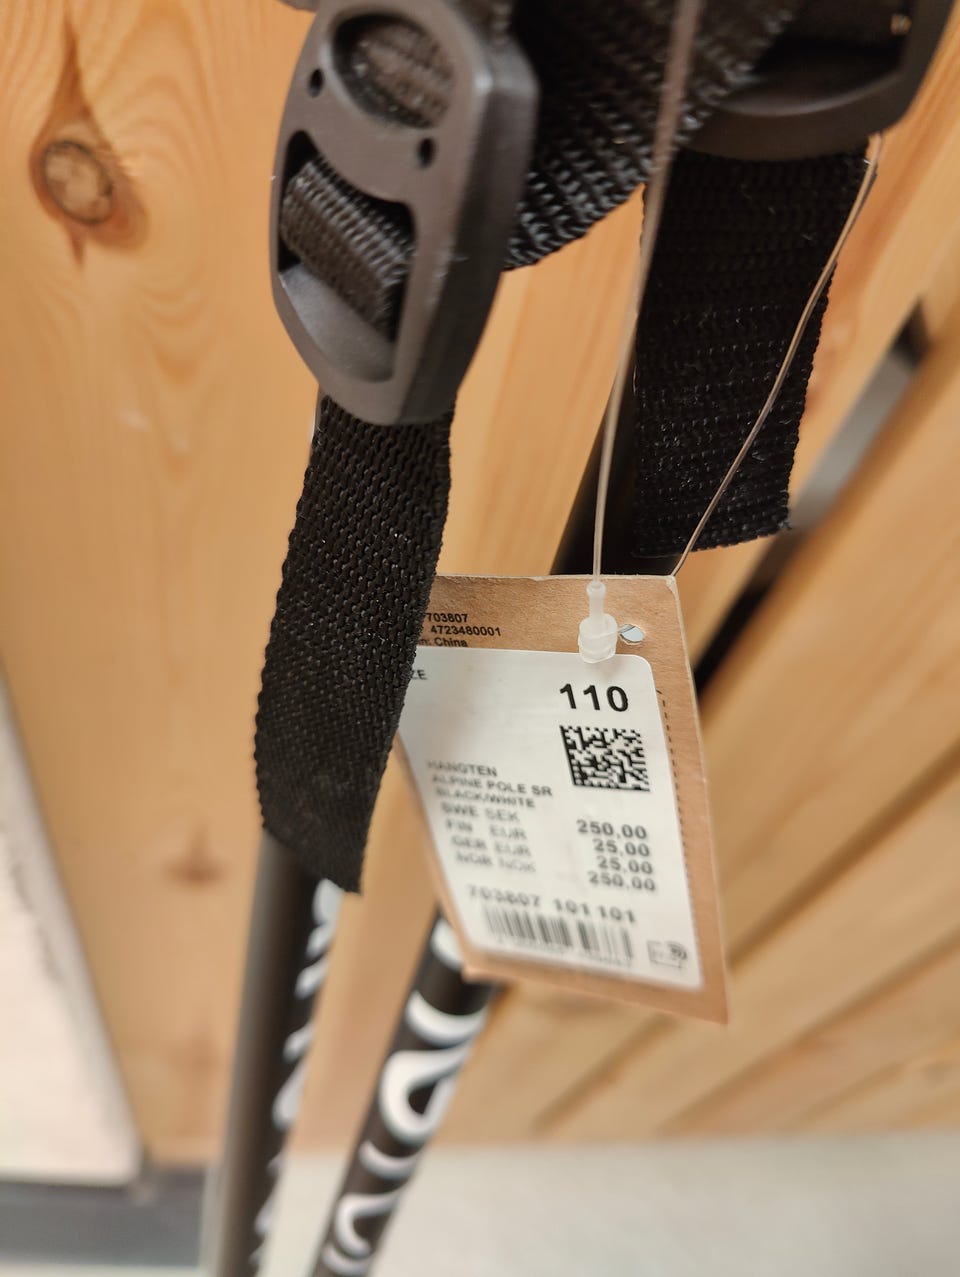 703807
4723480001
n: China
ZE
110
HANGTEN
ALPINE POLE SR
BLACK/WHITE
SWE SEK 250,00
FIN EUR 25,00
GER EUR 25,00
NOR NOK 250,00
703807 101 101